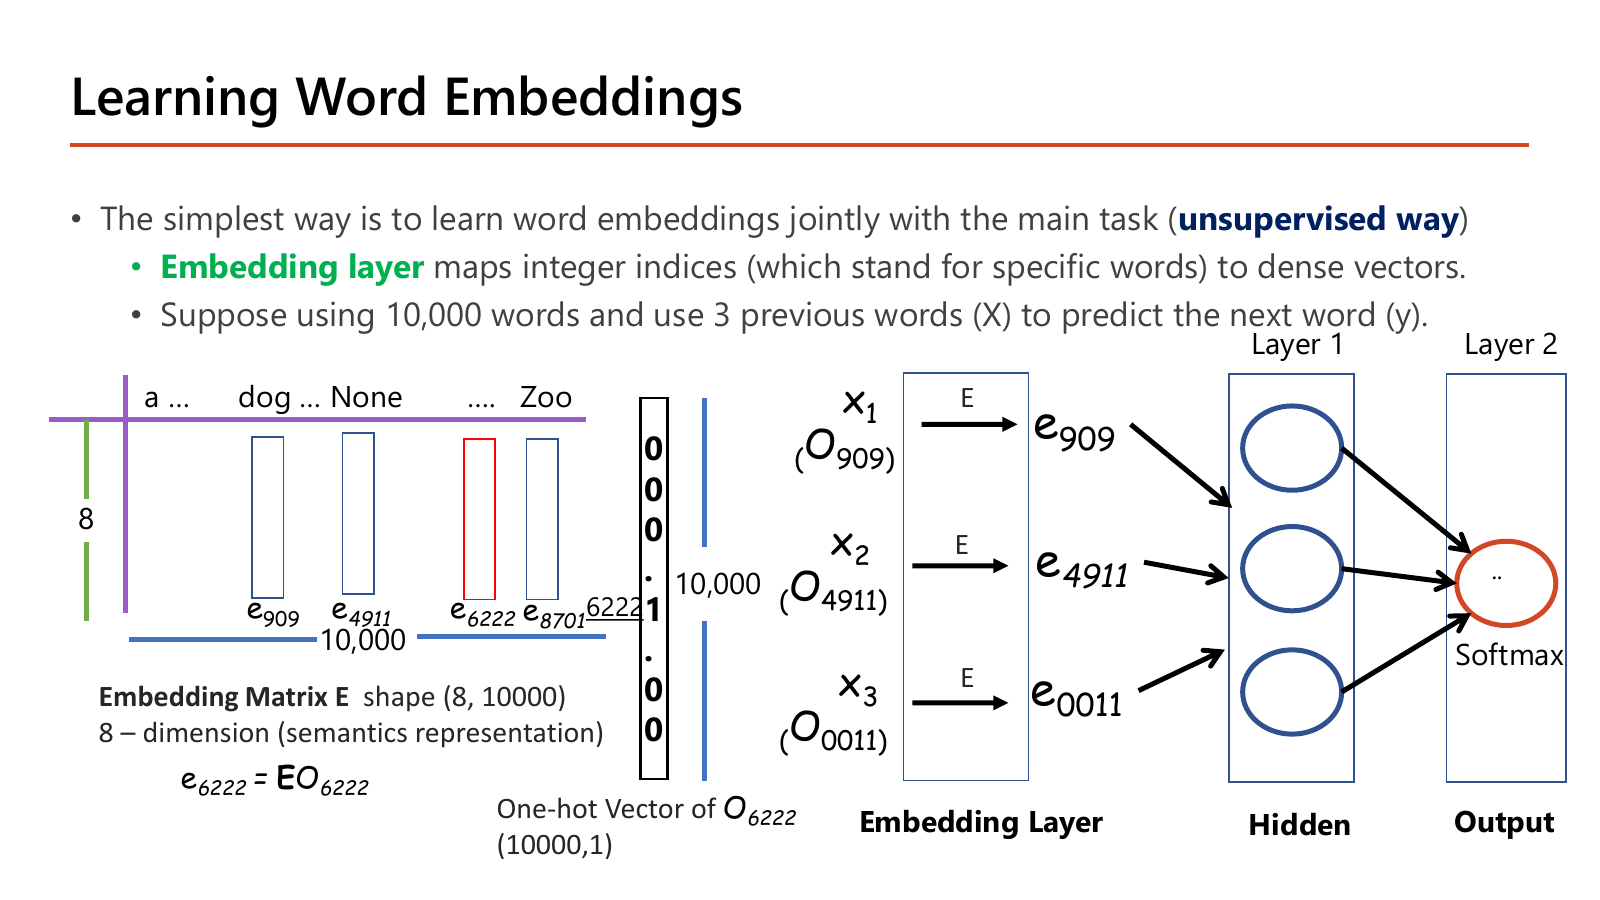 Learning Word Embeddings
• The simplest way is to learn word embeddings jointly with the main task (unsupervised way)
• Embedding layer maps integer indices (which stand for specific words) to dense vectors.
• Suppose using 10,000 words and use 3 previous words (X) to predict the next word (y).
a ... dog ... None .... Zoo
8
e909 e4911 e6222 e8701
10,000
Embedding Matrix E shape (8, 10000)
8 – dimension (semantics representation)
e6222 = EO6222
0
0
0
.
6222 1
.
0
0
10,000
One-hot Vector of O6222
(10000,1)
x1
(O909)
E
e909
x2
(O4911)
E
e4911
x3
(O0011)
E
e0011
Embedding Layer
Layer 1
Hidden
Layer 2
..
Softmax
Output